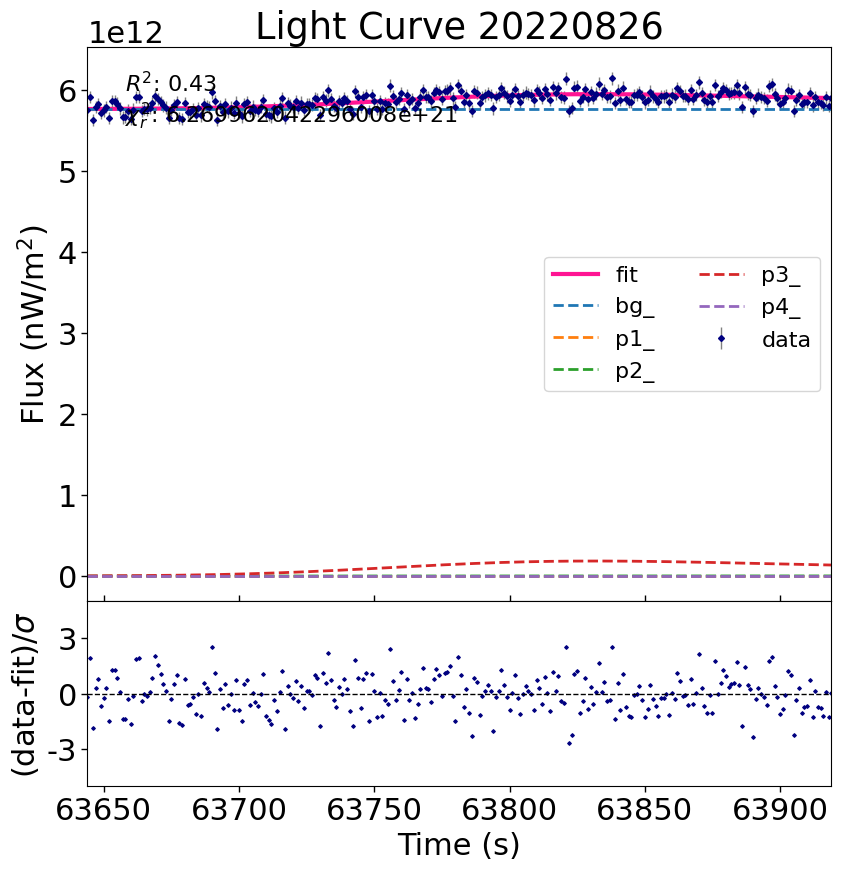 Light Curve 20220826
1e12
R²: 0.43
χ²ᵣ: 6.269962042296008e+21
Flux (nW/m²)
6
5
4
3
2
1
0
fit
bg_
p1_
p2_
p3_
p4_
data
(data-fit)/σ
3
0
-3
63650 63700 63750 63800 63850 63900
Time (s)